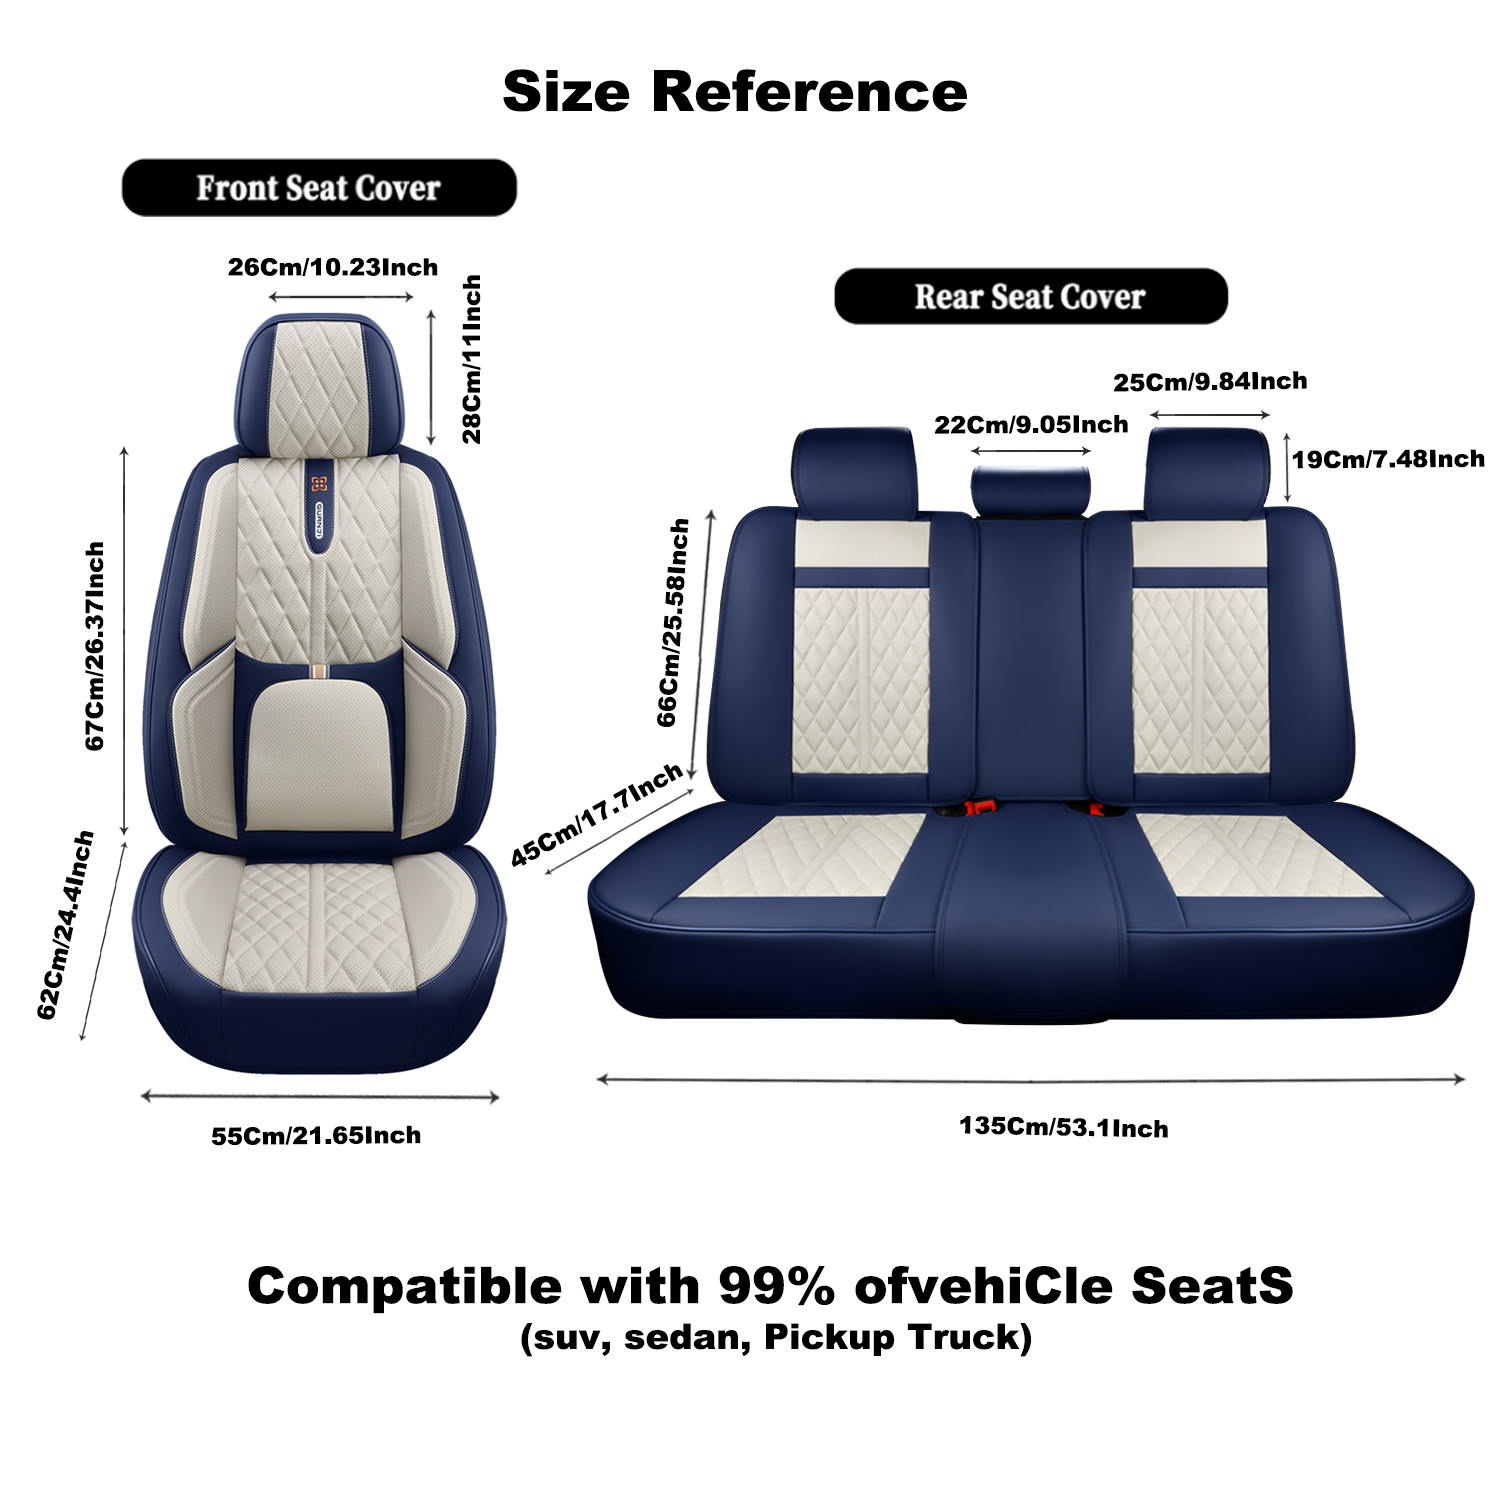 Size Reference
Front Seat Cover
26Cm/10.23Inch
28Cm/11Inch
67Cm/26.37Inch
62Cm/24.4Inch
55Cm/21.65Inch
Rear Seat Cover
25Cm/9.84Inch
22Cm/9.05Inch
19Cm/7.48Inch
66Cm/25.58Inch
45Cm/17.7Inch
135Cm/53.1Inch
Compatible with 99% ofvehiCle SeatS
(suv, sedan, Pickup Truck)